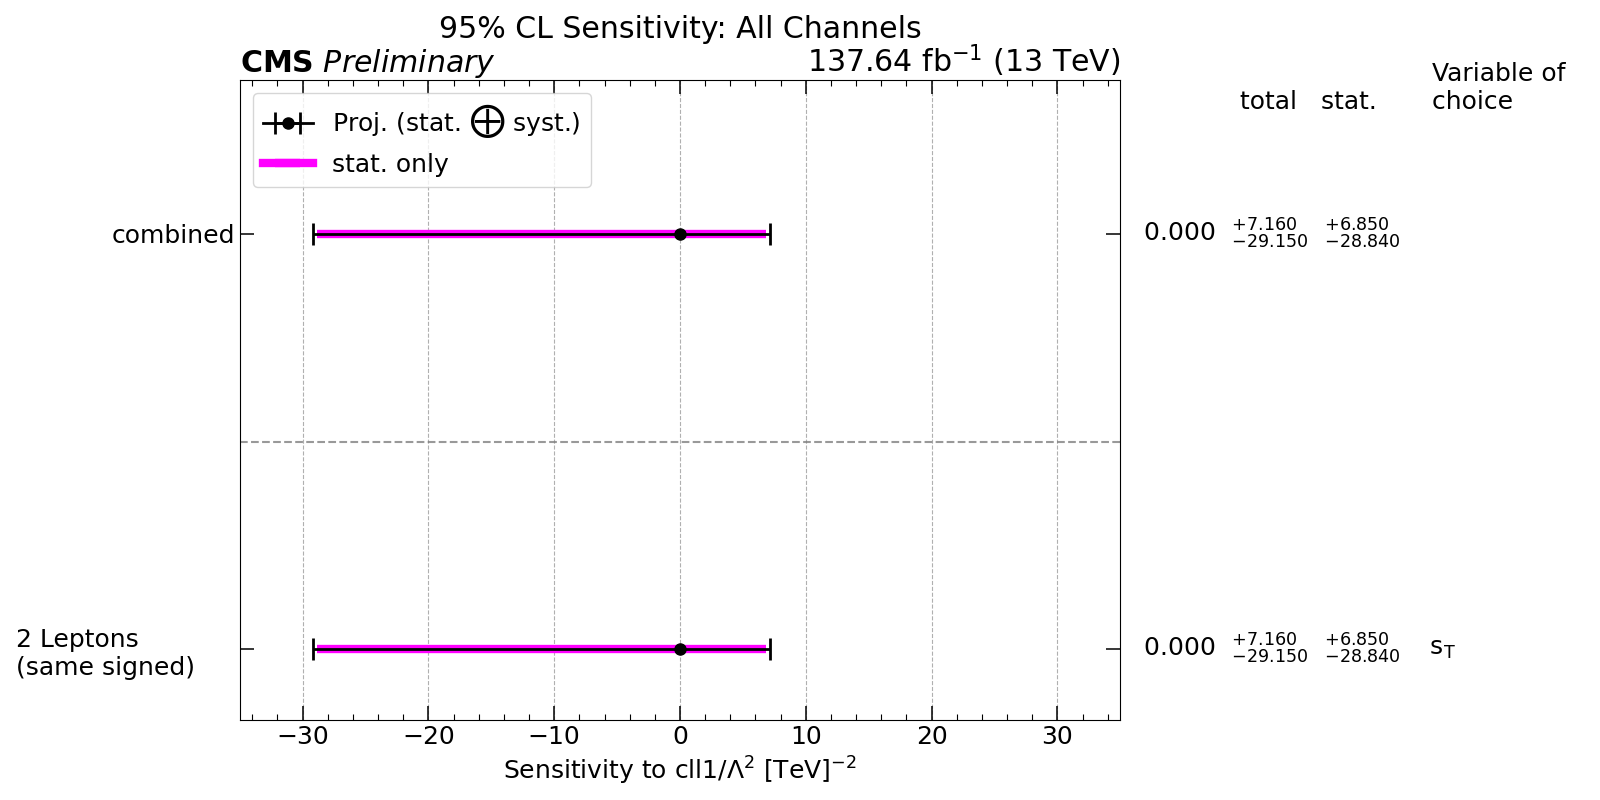 95% CL Sensitivity: All Channels
CMS Preliminary 137.64 fb⁻¹ (13 TeV)
total stat. Variable of
choice
Proj. (stat. ⊕ syst.)
stat only
combined 0.000 +7.160 −29.150 +6.850 −28.840
2 Leptons
(same signed) 0.000 +7.160 −29.150 +6.850 −28.840 s_T
−30 −20 −10 0 10 20 30
Sensitivity to cll1/Λ² [TeV]⁻²